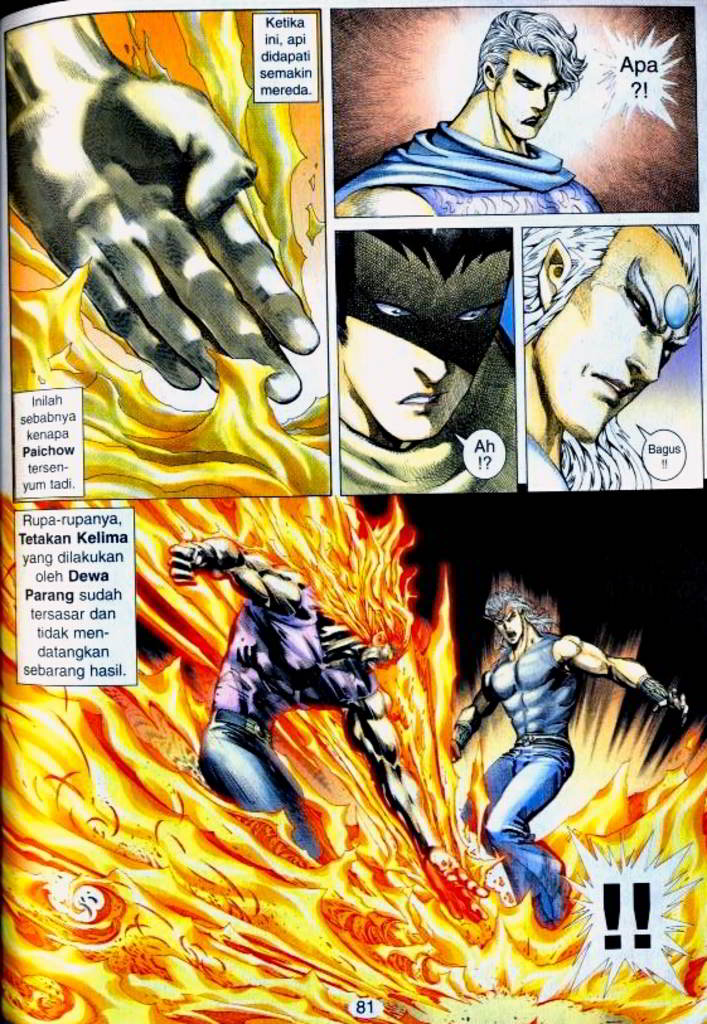 Ketika
ini, api
didapati
semakin
mereda.
Apa
?!
Inilah
sebabnya
kenapa
Paichow
tersen-
yum tadi.
Ah
!?
Bagus
!!
Rupa-rupanya,
Tetakan Kelima
yang dilakukan
oleh Dewa
Parang sudah
tersasar dan
tidak men-
datangkan
sebarang hasil.
!!
81